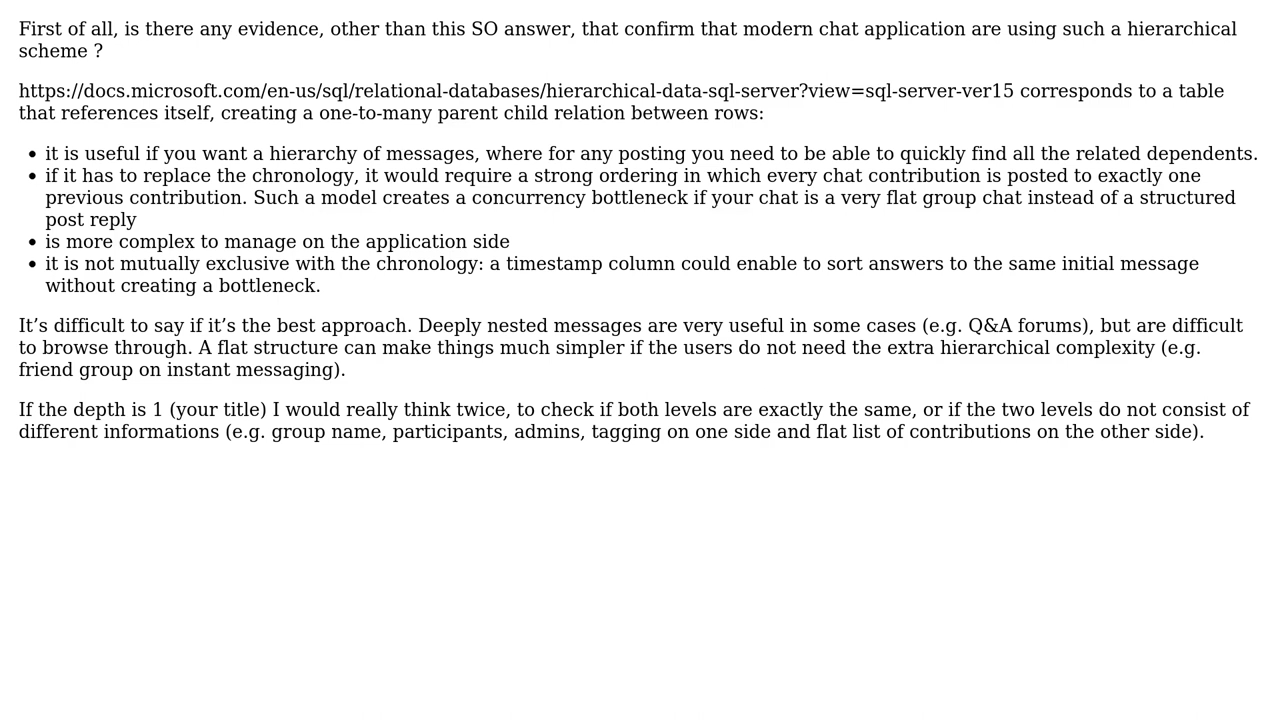 First of all, is there any evidence, other than this SO answer, that confirm that modern chat application are using such a hierarchical
scheme ?
https://docs.microsoft.com/en-us/sql/relational-databases/hierarchical-data-sql-server?view=sql-server-ver15 corresponds to a table
that references itself, creating a one-to-many parent child relation between rows:
• it is useful if you want a hierarchy of messages, where for any posting you need to be able to quickly find all the related dependents.
• if it has to replace the chronology, it would require a strong ordering in which every chat contribution is posted to exactly one
previous contribution. Such a model creates a concurrency bottleneck if your chat is a very flat group chat instead of a structured
post reply
• is more complex to manage on the application side
• it is not mutually exclusive with the chronology: a timestamp column could enable to sort answers to the same initial message
without creating a bottleneck.
It’s difficult to say if it’s the best approach. Deeply nested messages are very useful in some cases (e.g. Q&A forums), but are difficult
to browse through. A flat structure can make things much simpler if the users do not need the extra hierarchical complexity (e.g.
friend group on instant messaging).
If the depth is 1 (your title) I would really think twice, to check if both levels are exactly the same, or if the two levels do not consist of
different informations (e.g. group name, participants, admins, tagging on one side and flat list of contributions on the other side).